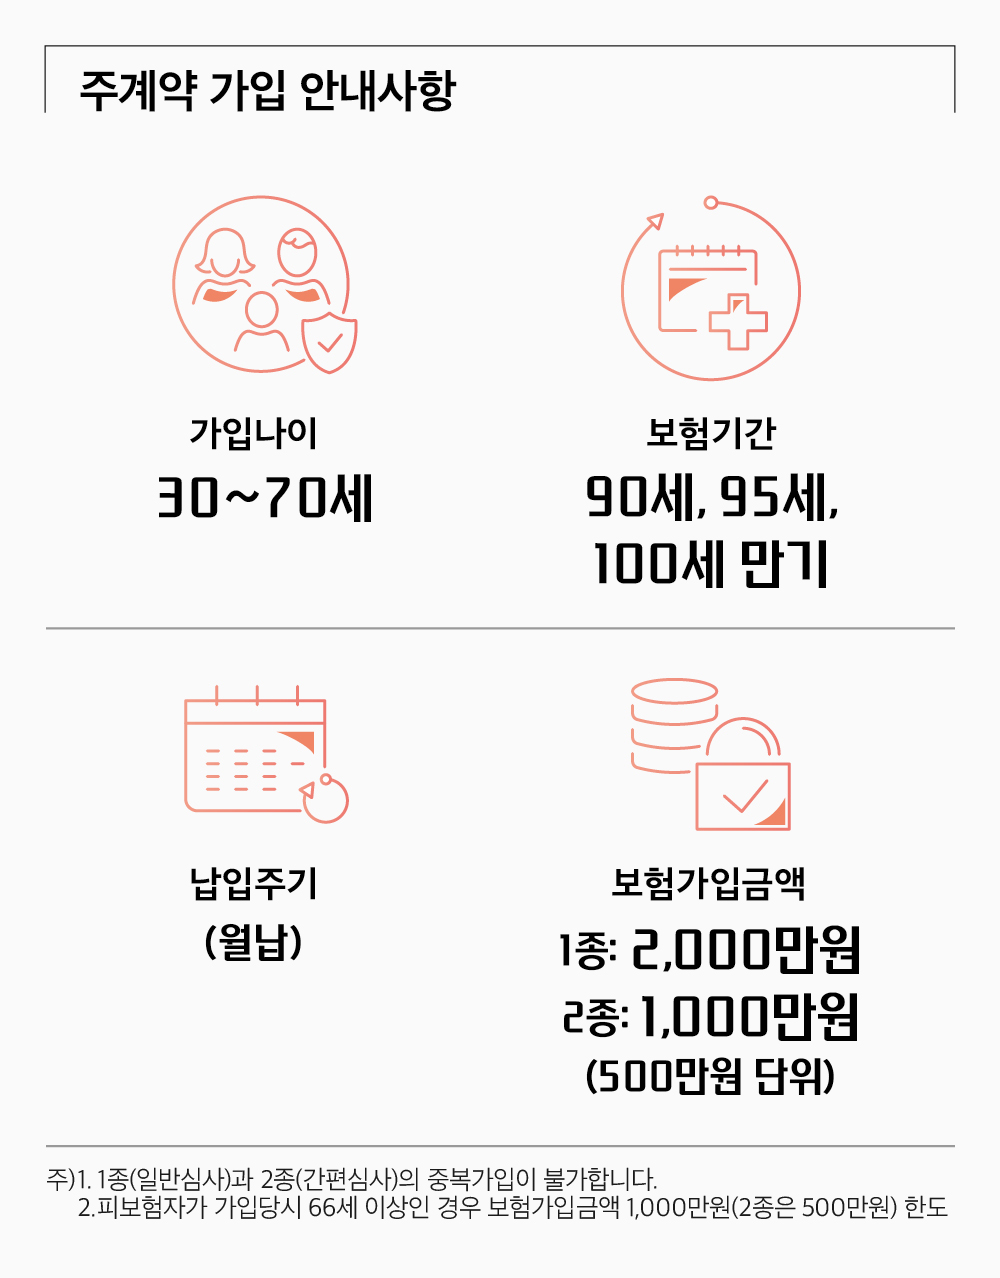 주계약 가입 안내사항
가입나이
30~70세
보험기간
90세, 95세,
100세 만기
납입주기
(월납)
보험가입금액
1종: 2,000만원
2종: 1,000만원
(500만원 단위)
주)1. 1종(일반심사)과 2종(간편심사)의 중복가입이 불가합니다.
2.피보험자가 가입당시 66세 이상인 경우 보험가입금액 1,000만원(2종은 500만원) 한도